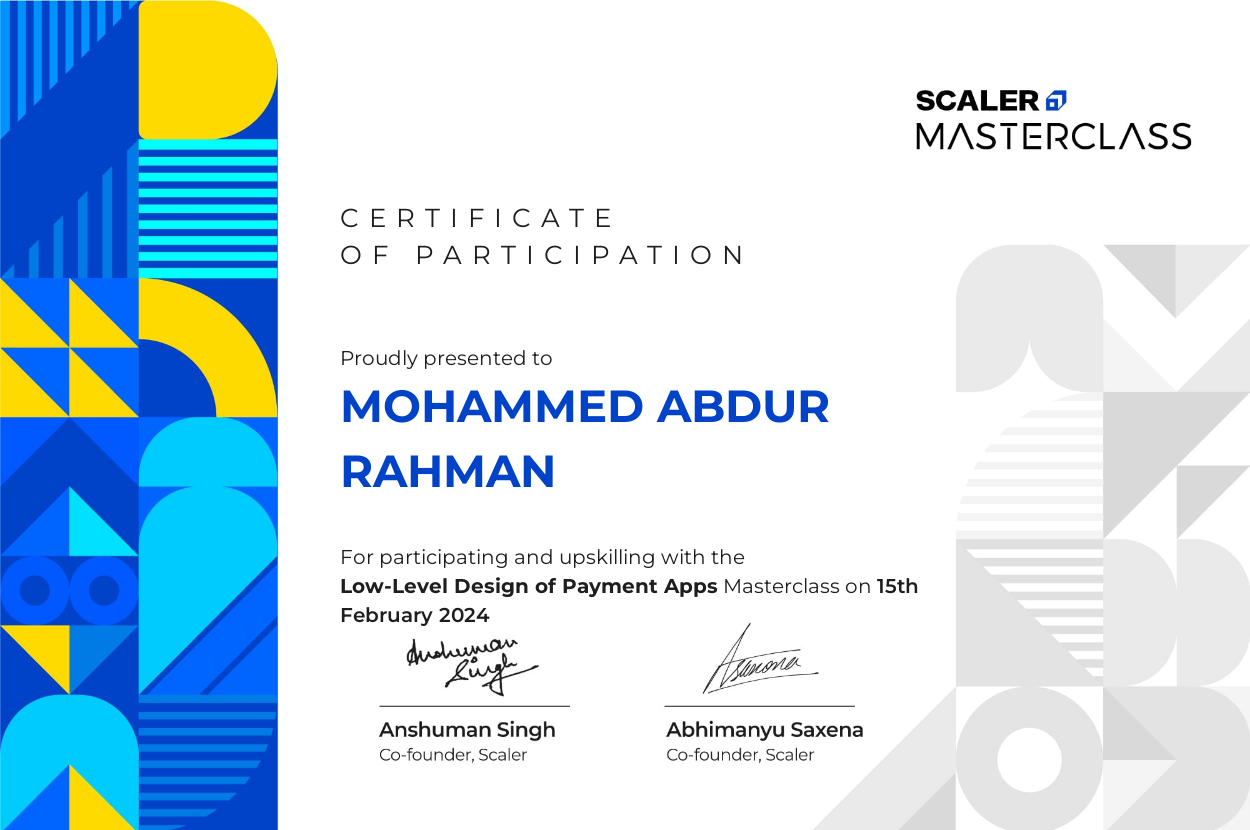 SCALER
MASTERCLASS
CERTIFICATE
OF PARTICIPATION
Proudly presented to
MOHAMMED ABDUR
RAHMAN
For participating and upskilling with the
Low-Level Design of Payment Apps Masterclass on 15th
February 2024
Anshuman
Singh
Asaxena
Anshuman Singh
Abhimanyu Saxena
Co-founder, Scaler
Co-founder, Scaler